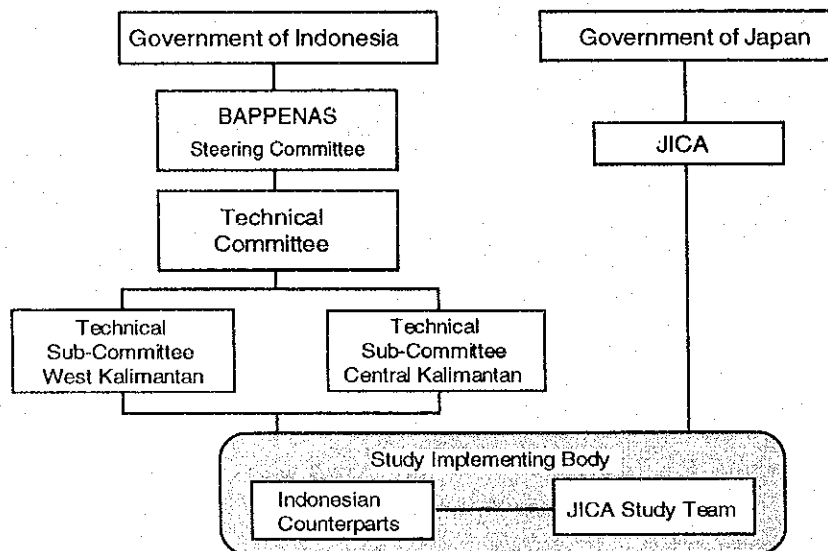 Government of Indonesia
Government of Japan
BAPPENAS
Steering Committee
JICA
Technical
Committee
Technical
Sub-Committee
West Kalimantan
Technical
Sub-Committee
Central Kalimantan
Study Implementing Body
Indonesian
Counterparts
JICA Study Team